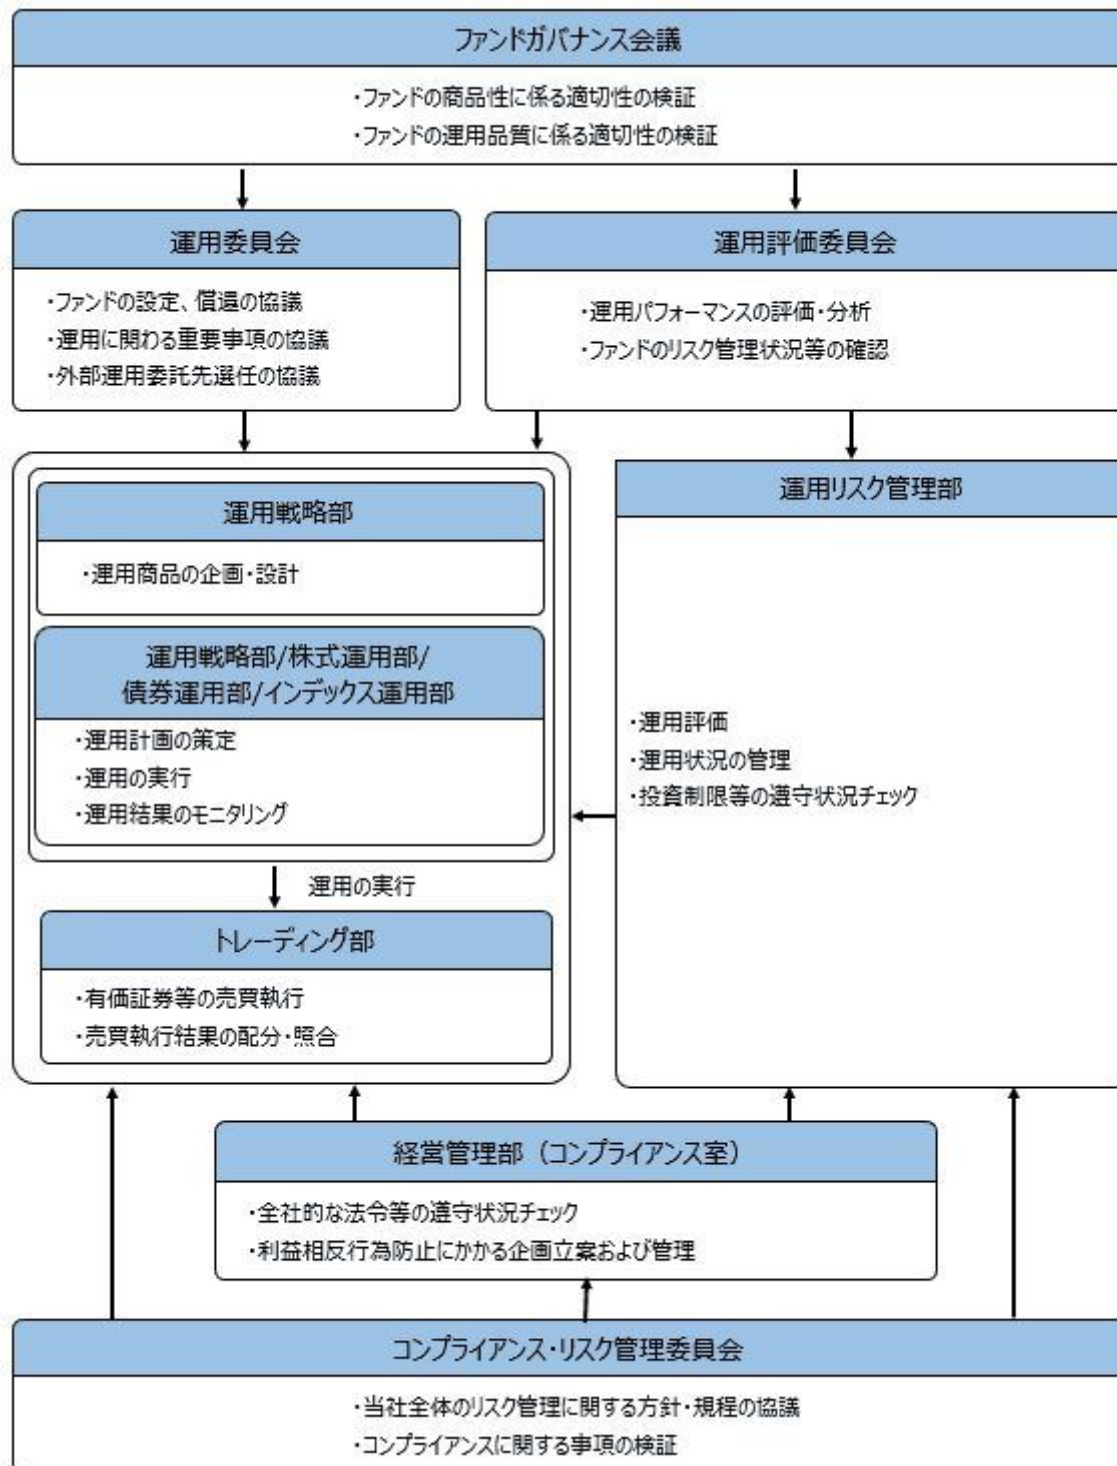 ファンドガバナンス会議
・ファンドの商品性に係る適切性の検証
・ファンドの運用品質に係る適切性の検証
運用委員会
・ファンドの設定、償還の協議
・運用に関わる重要事項の協議
・外部運用委託先選任の協議
運用評価委員会
・運用パフォーマンスの評価・分析
・ファンドのリスク管理状況等の確認
運用戦略部
・運用商品の企画・設計
運用戦略部/株式運用部/
債券運用部/インデックス運用部
・運用計画の策定
・運用の実行
・運用結果のモニタリング
運用の実行
トレーディング部
・有価証券等の売買執行
・売買執行結果の配分・照合
運用リスク管理部
・運用評価
・運用状況の管理
・投資制限等の遵守状況チェック
経営管理部（コンプライアンス室）
・全社的な法令等の遵守状況チェック
・利益相反行為防止にかかる企画立案および管理
コンプライアンス・リスク管理委員会
・当社全体のリスク管理に関する方針・規程の協議
・コンプライアンスに関する事項の検証